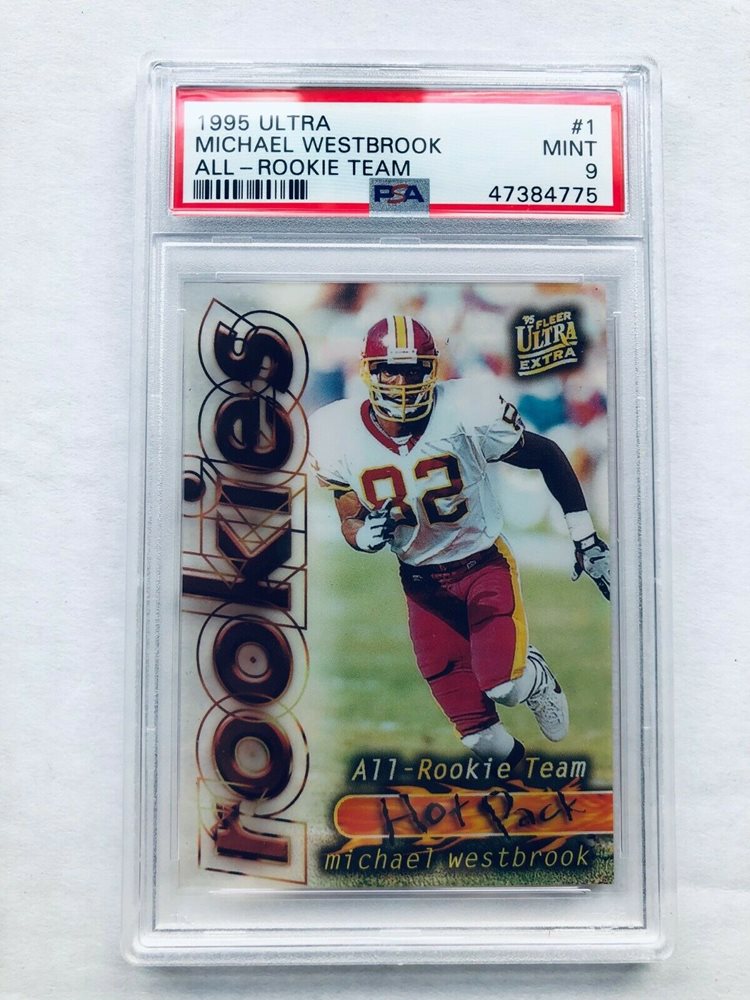 1995 ULTRA #1
MICHAEL WESTBROOK MINT
ALL-ROOKIE TEAM 9
PSA 47384775
rookies
'95 FLEER
ULTRA
EXTRA
82
82
All-Rookie Team
Hot Pack
michael westbrook